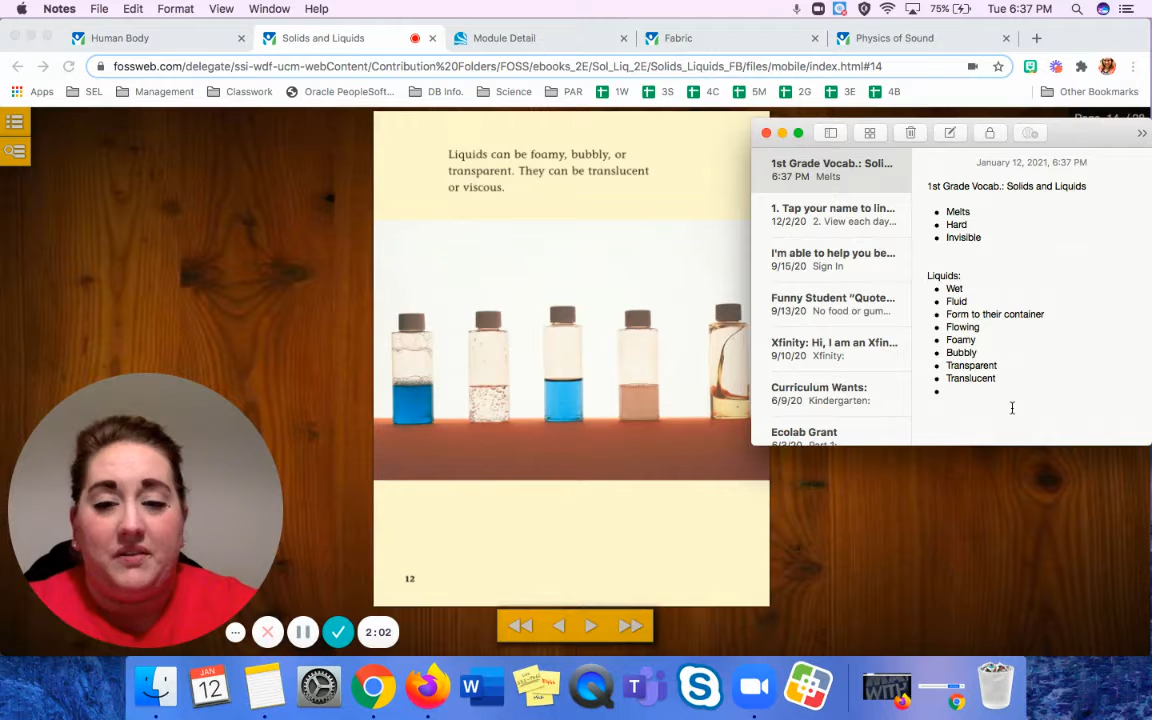 Notes File Edit Format View Window Help 75% Tue 6:37 PM
Human Body Solids and Liquids Module Detail Fabric Physics of Sound
fossweb.com/delegate/ssi-wdf-ucm-webContent/Contribution%20Folders/FOSS/ebooks_2E/Sol_Liq_2E/Solids_Liquids_FB/files/mobile/index.html#14
Apps SEL Management Classwork Oracle PeopleSoft... DB Info. Science PAR 1W 3S 4C 5M 2G 3E 4B Other Bookmarks
Liquids can be foamy, bubbly, or
transparent. They can be translucent
or viscous.
12
1st Grade Vocab.: Soli...
6:37 PM Melts
1. Tap your name to lin...
12/2/20 2. View each day...
I'm able to help you be...
9/15/20 Sign In
Funny Student "Quote...
9/13/20 No food or gum...
Xfinity: Hi, I am an Xfin...
9/10/20 Xfinity:
Curriculum Wants:
6/9/20 Kindergarten:
Ecolab Grant
January 12, 2021, 6:37 PM
1st Grade Vocab.: Solids and Liquids
• Melts
• Hard
• Invisible
Liquids:
• Wet
• Fluid
• Form to their container
• Flowing
• Foamy
• Bubbly
• Transparent
• Translucent
•
2:02
JAN
12